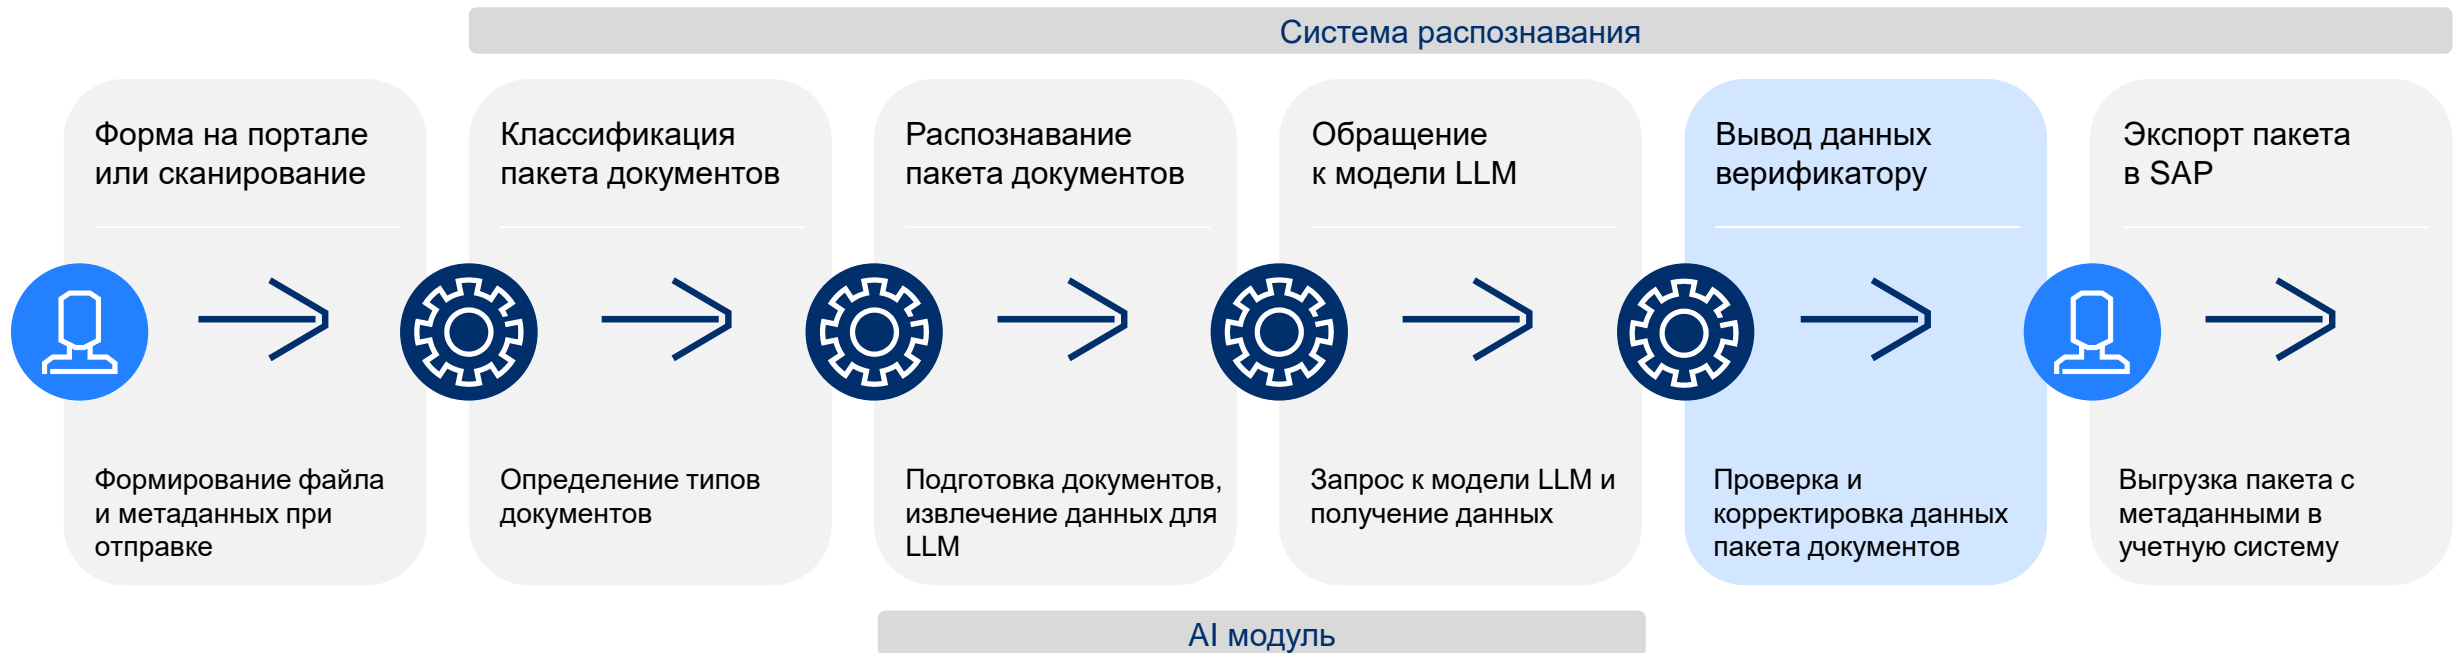 Система распознавания
Форма на портале
или сканирование
Формирование файла
и метаданных при
отправке
Классификация
пакета документов
Определение типов
документов
Распознавание
пакета документов
Подготовка документов,
извлечение данных для
LLM
Обращение
к модели LLM
Запрос к модели LLM и
получение данных
Вывод данных
верификатору
Проверка и
корректировка данных
пакета документов
Экспорт пакета
в SAP
Выгрузка пакета с
метаданными в
учетную систему
AI модуль